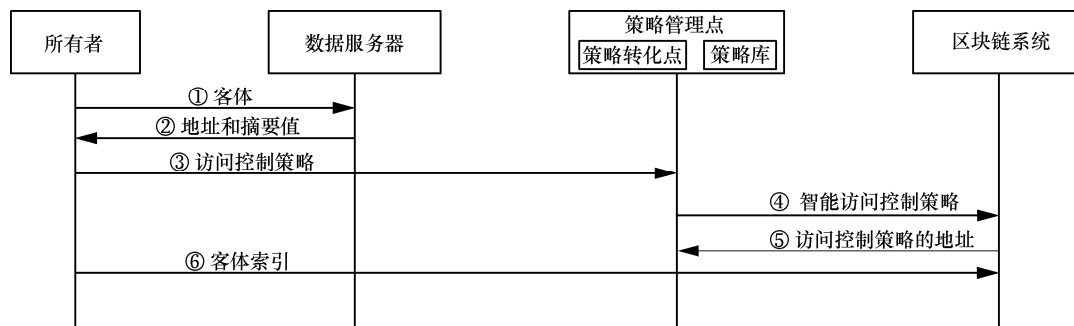 所有者
数据服务器
策略管理点
策略转化点
策略库
区块链系统
① 客体
② 地址和摘要值
③ 访问控制策略
④ 智能访问控制策略
⑤ 访问控制策略的地址
⑥ 客体索引